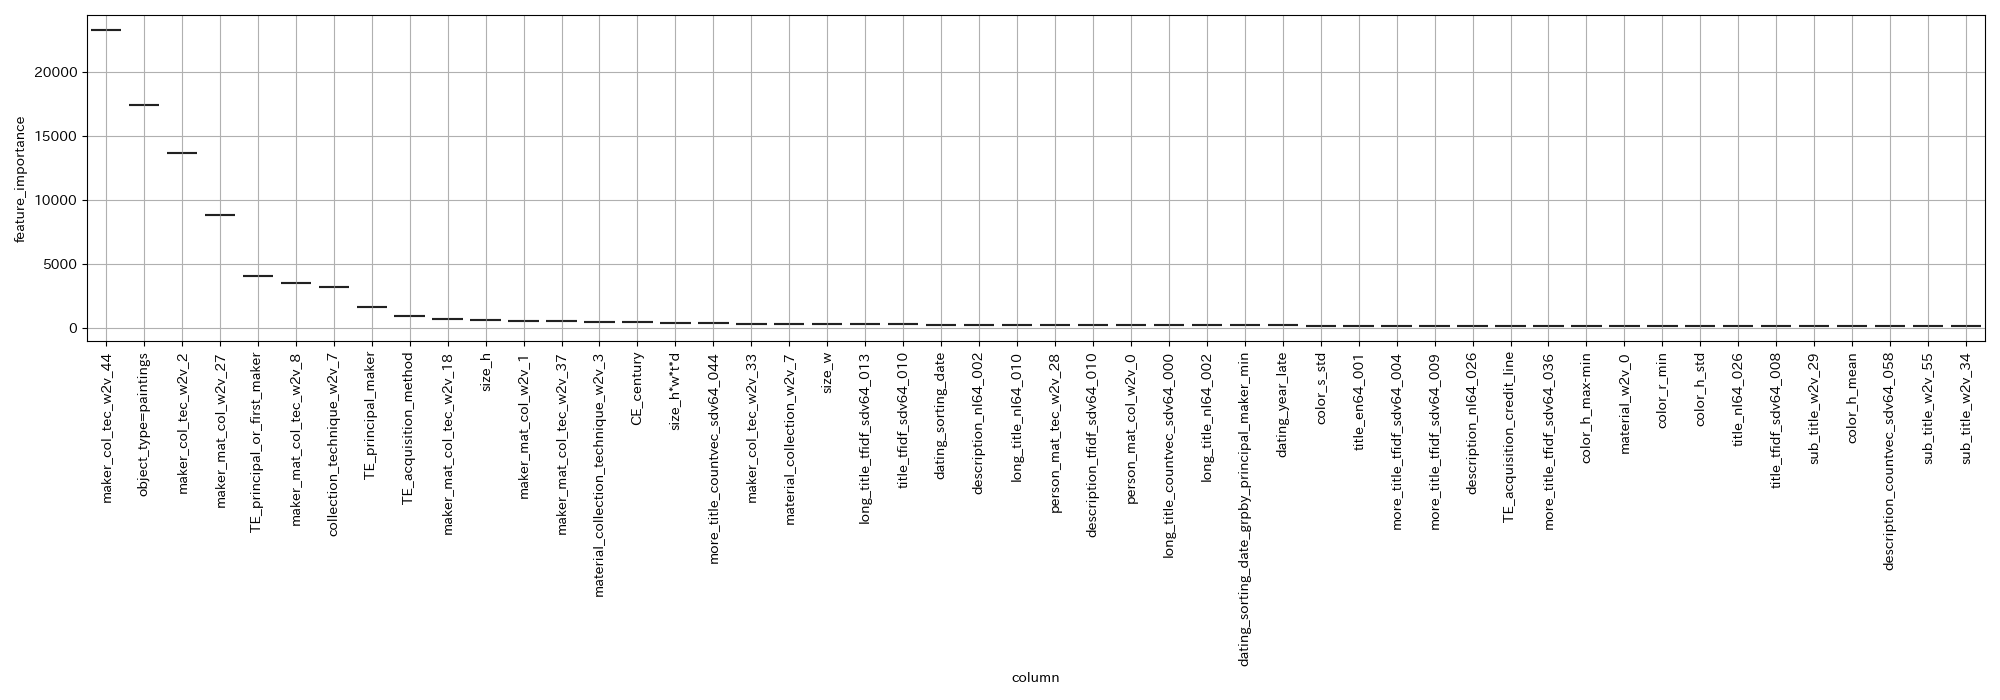 feature_importance
20000
15000
10000
5000
0
maker_col_tec_w2v_44
object_type=paintings
maker_col_tec_w2v_2
maker_mat_col_w2v_27
TE_principal_or_first_maker
maker_mat_col_tec_w2v_8
collection_technique_w2v_7
TE_principal_maker
TE_acquisition_method
maker_mat_col_tec_w2v_18
size_h
maker_mat_col_w2v_1
maker_mat_col_tec_w2v_37
material_collection_technique_w2v_3
CE_century
size_h*w*t*d
more_title_countvec_sdv64_044
maker_col_tec_w2v_33
material_collection_w2v_7
size_w
long_title_tfidf_sdv64_013
title_tfidf_sdv64_010
dating_sorting_date
description_nl64_002
long_title_nl64_010
person_mat_tec_w2v_28
description_tfidf_sdv64_010
person_mat_col_w2v_0
long_title_countvec_sdv64_000
long_title_nl64_002
dating_sorting_date_grpby_principal_maker_min
dating_year_late
color_s_std
title_en64_001
more_title_tfidf_sdv64_004
more_title_tfidf_sdv64_009
description_nl64_026
TE_acquisition_credit_line
more_title_tfidf_sdv64_036
color_h_max-min
material_w2v_0
color_r_min
color_h_std
title_nl64_026
title_tfidf_sdv64_008
sub_title_w2v_29
color_h_mean
description_countvec_sdv64_058
sub_title_w2v_55
sub_title_w2v_34
column